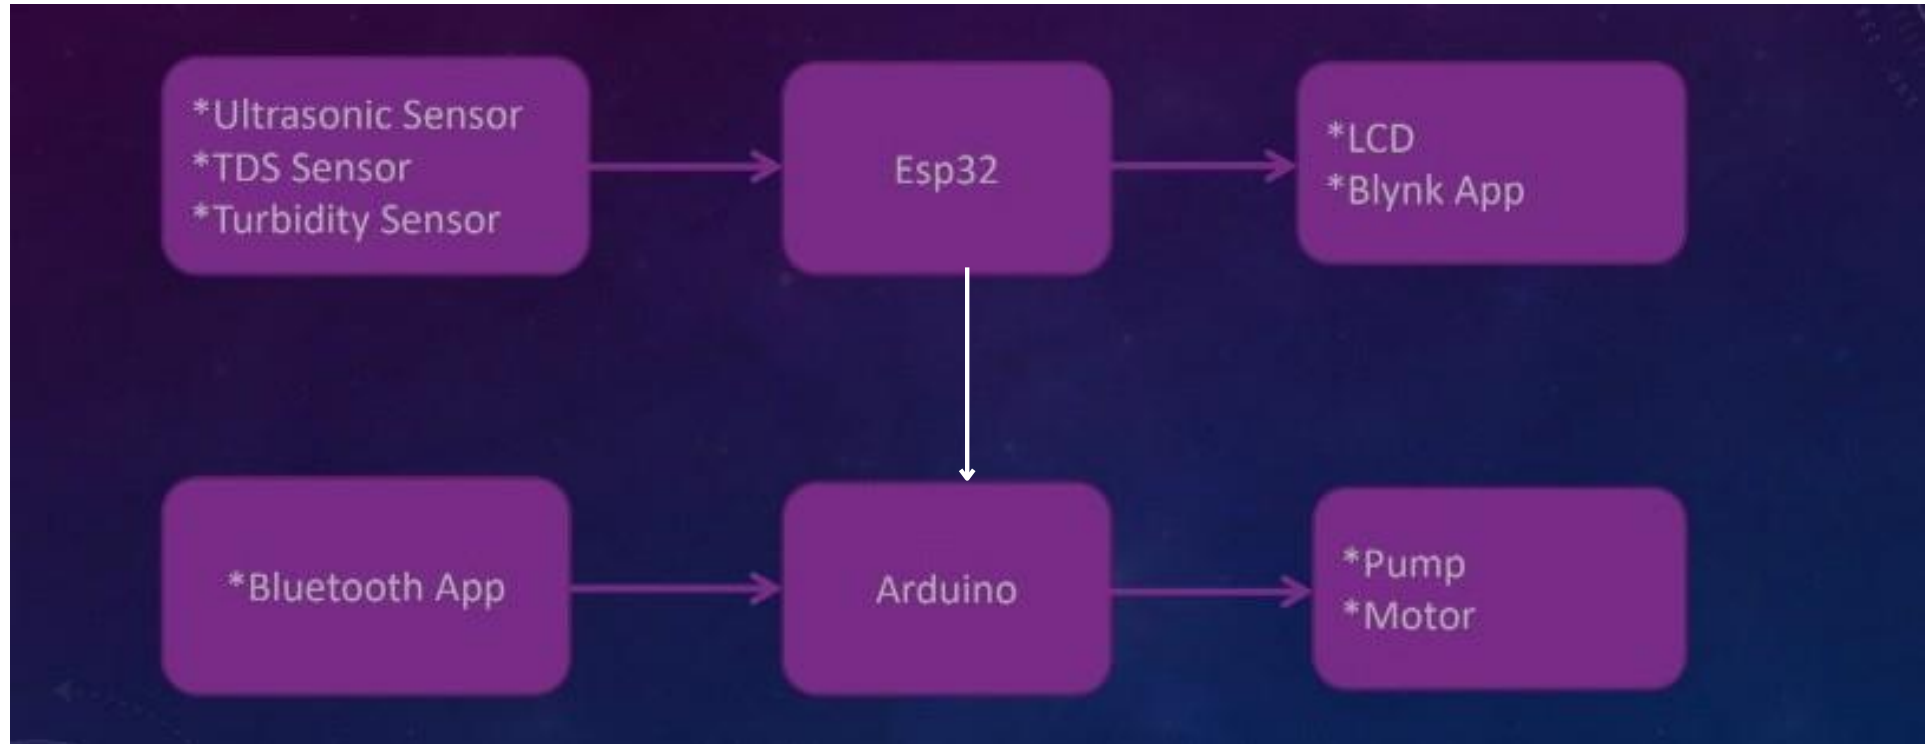 *Ultrasonic Sensor
*TDS Sensor
*Turbidity Sensor
Esp32
*LCD
*Blynk App
*Bluetooth App
Arduino
*Pump
*Motor